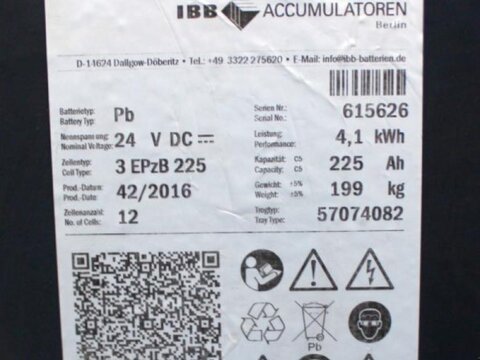 IBB ACCUMULATOREN
Berlin
D-14624 Dallgow-Döberitz • Tel.: +49 3322 275620 • E-Mail: info@ibb-batterien.de
Batterietyp: Pb Serien Nr.: 615626
Battery Typ: Serial No.:
Nennspannung: 24 V DC Leistung: 4,1 kWh
Nominal Voltage: Performance:
Zellentyp: 3 EPzB 225 Kapazität: C5 225 Ah
Cell Type: Capacity: C5
Prod.-Datum: 42/2016 Gewicht: ±5% 199 kg
Prod.-Date: Weight: ±5%
Zellenanzahl: 12 Trogtyp: 57074082
No. of Cells: Tray Type:
Pb